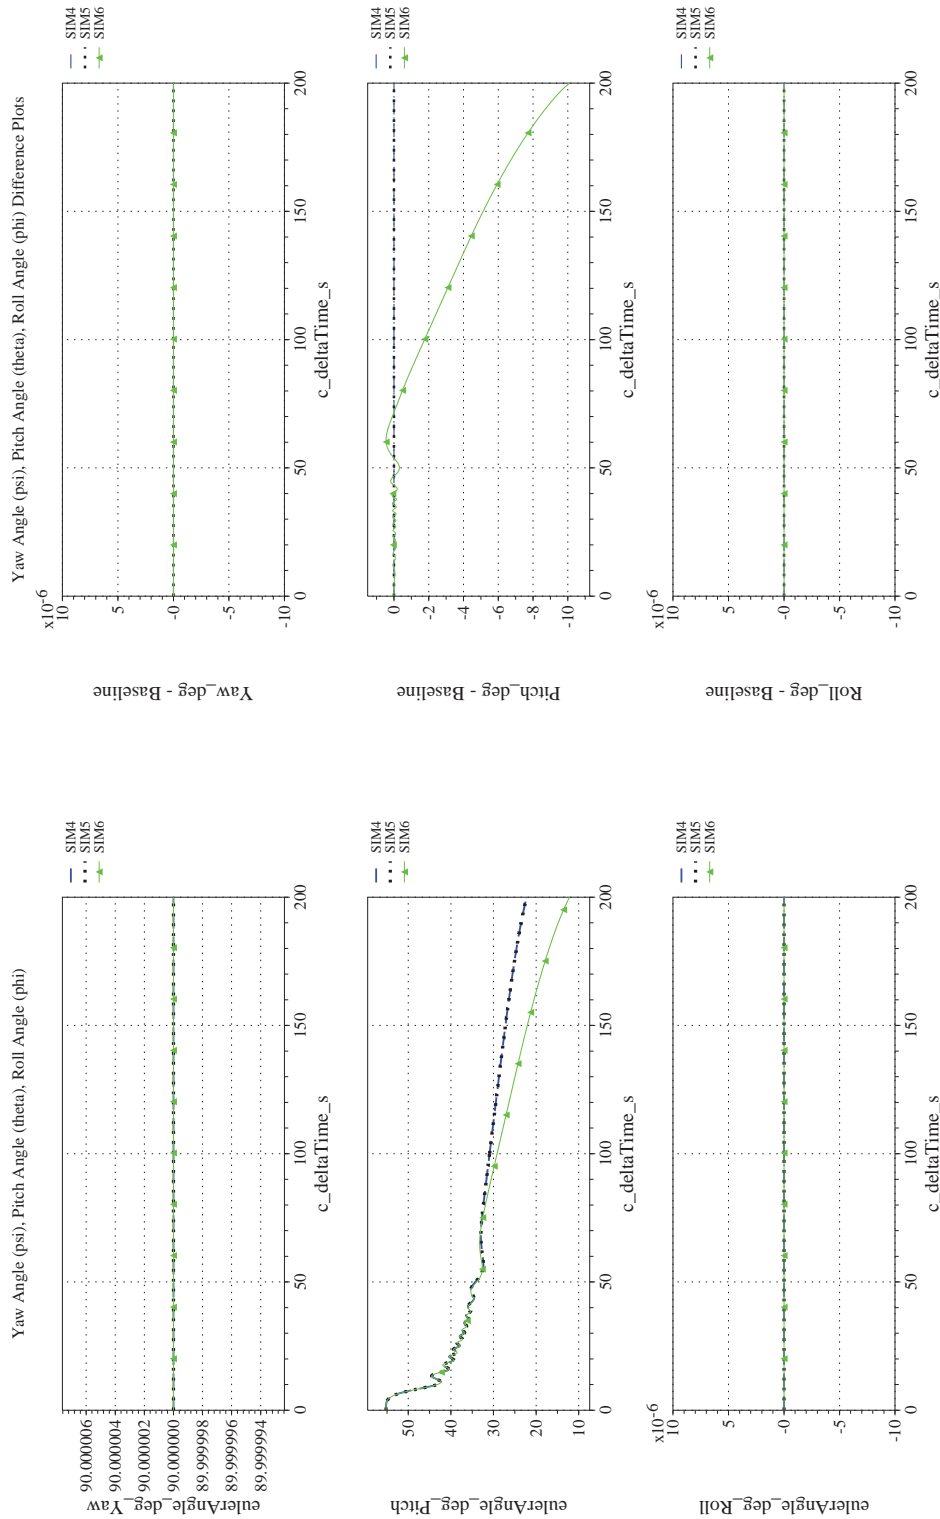 Yaw Angle (psi), Pitch Angle (theta), Roll Angle (phi)
eulerAngle_deg_Yaw
90.000006
90.000004
90.000002
90.000000
89.999998
89.999996
89.999994
0
50
100
150
200
c_deltaTime_s
SIM4
SIM5
SIM6
eulerAngle_deg_Pitch
50
40
30
20
10
0
50
100
150
200
c_deltaTime_s
SIM4
SIM5
SIM6
eulerAngle_deg_Roll
x10-6
10
5
-0
-5
-10
0
50
100
150
200
c_deltaTime_s
SIM4
SIM5
SIM6
Yaw Angle (psi), Pitch Angle (theta), Roll Angle (phi) Difference Plots
Yaw_deg - Baseline
x10-6
10
5
-0
-5
-10
0
50
100
150
200
c_deltaTime_s
SIM4
SIM5
SIM6
Pitch_deg - Baseline
0
-2
-4
-6
-8
-10
0
50
100
150
200
c_deltaTime_s
SIM4
SIM5
SIM6
Roll_deg - Baseline
x10-6
10
5
-0
-5
-10
0
50
100
150
200
c_deltaTime_s
SIM4
SIM5
SIM6